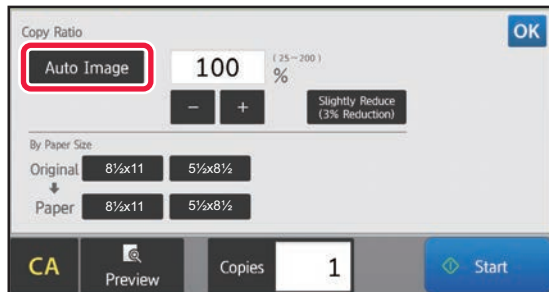 Copy Ratio
OK
Auto Image
100
(25~200)
%
－ ＋
Slightly Reduce
(3% Reduction)
By Paper Size
Original 8½x11 5½x8½
Paper 8½x11 5½x8½
CA
Preview
Copies 1
Start